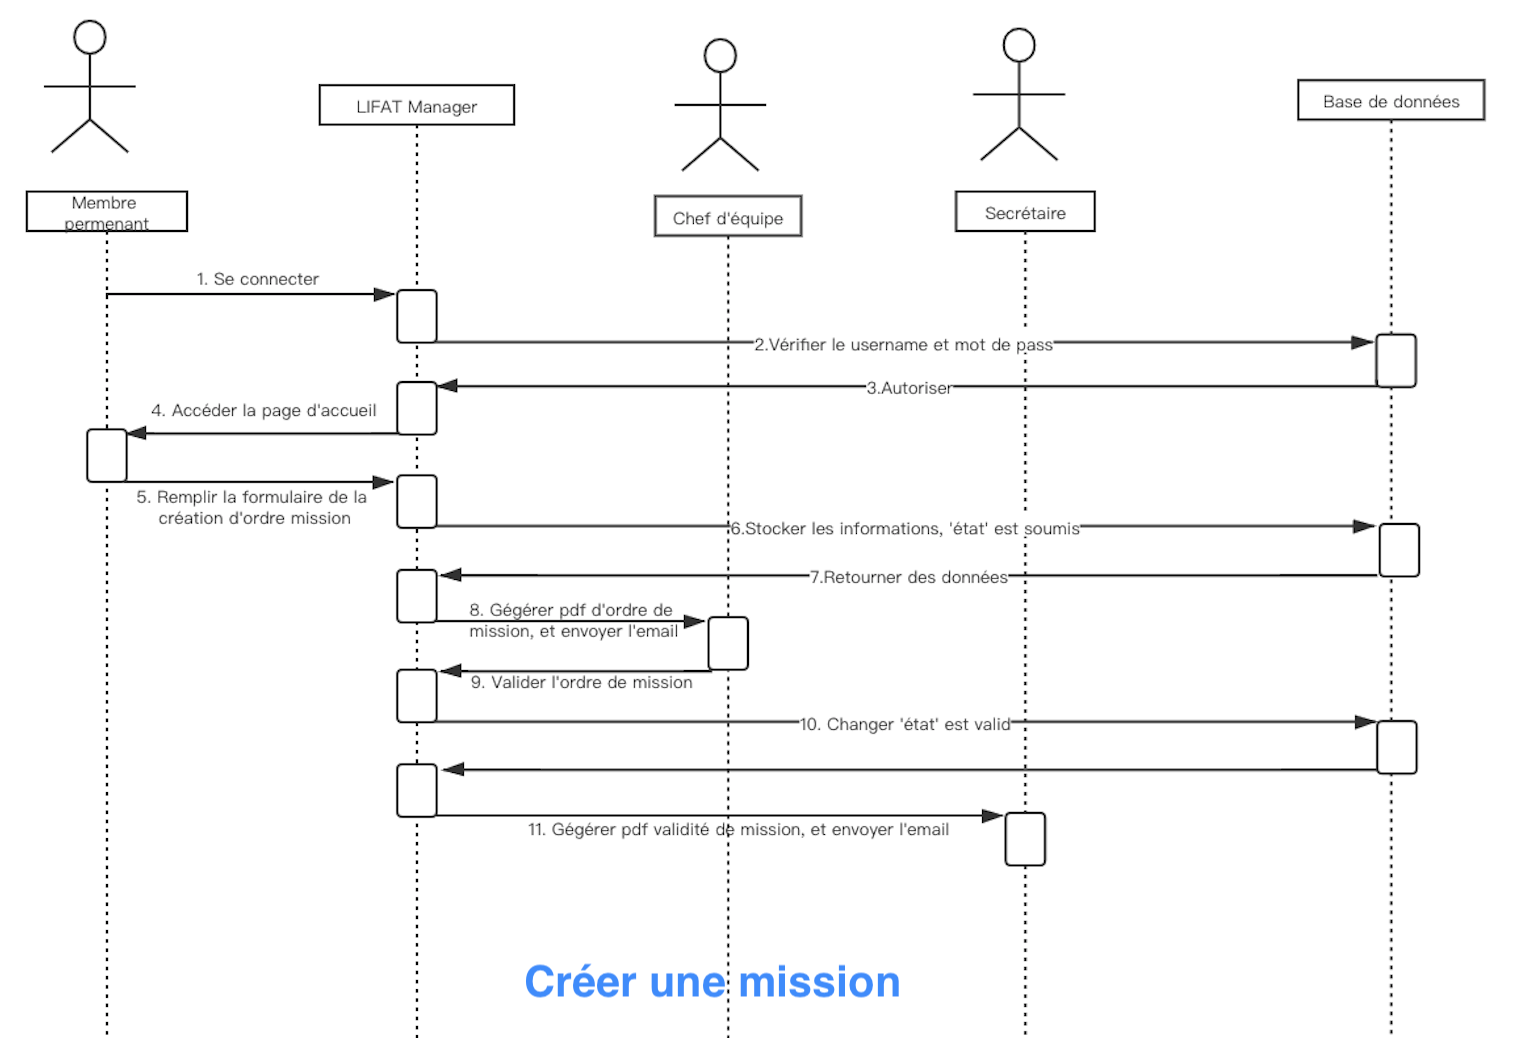 LIFAT Manager
Base de données
Membre
permenant
Chef d'équipe
Secrétaire
1. Se connecter
2.Vérifier le username et mot de pass
3.Autoriser
4. Accéder la page d'accueil
5. Remplir la formulaire de la
création d'ordre mission
6.Stocker les informations, 'état' est soumis
7.Retourner des données
8. Gégérer pdf d'ordre de
mission, et envoyer l'email
9. Valider l'ordre de mission
10. Changer 'état' est valid
11. Gégérer pdf validité de mission, et envoyer l'email
Créer une mission